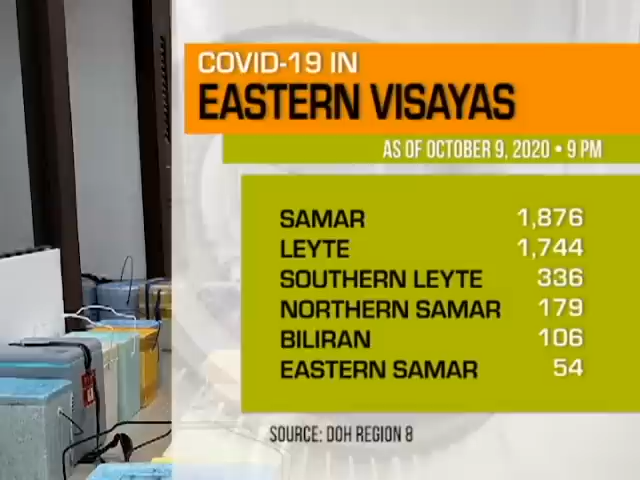 COVID-19 IN
EASTERN VISAYAS
AS OF OCTOBER 9, 2020 • 9 PM
SAMAR 1,876
LEYTE 1,744
SOUTHERN LEYTE 336
NORTHERN SAMAR 179
BILIRAN 106
EASTERN SAMAR 54
SOURCE: DOH REGION 8